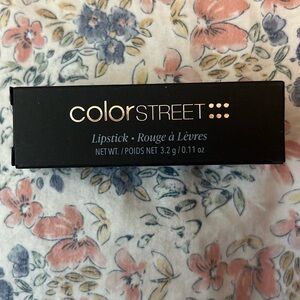 colorSTREET
Lipstick • Rouge à Lèvres
NET WT. / POIDS NET 3.2 g / 0.11 oz